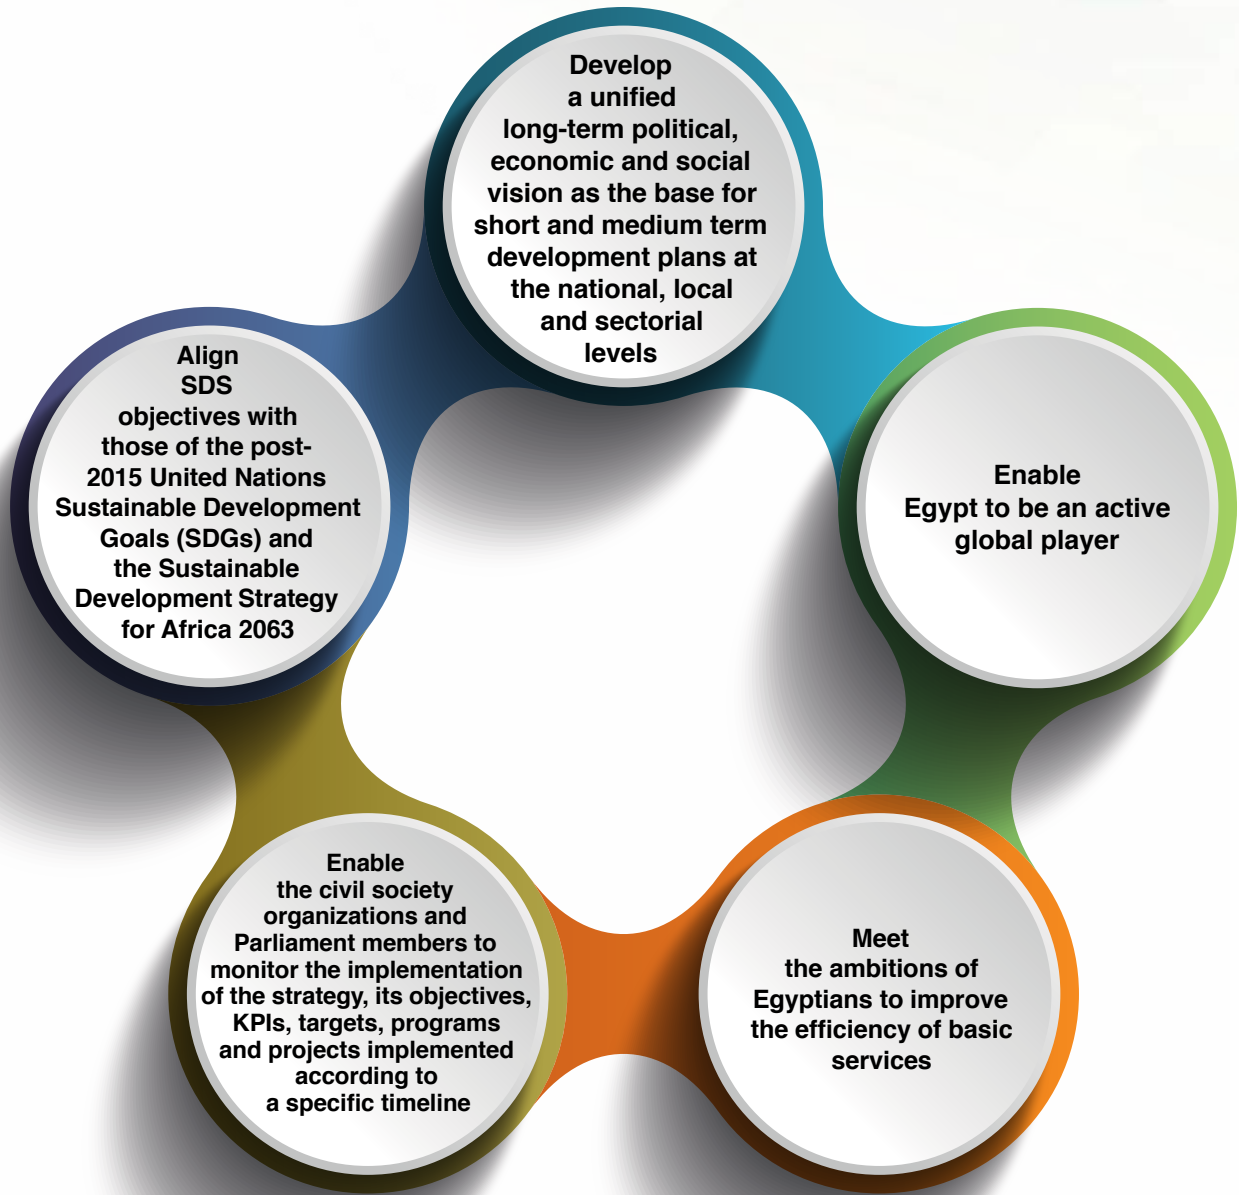 Develop
a unified
long-term political,
economic and social
vision as the base for
short and medium term
development plans at
the national, local
and sectorial
levels
Enable
Egypt to be an active
global player
Meet
the ambitions of
Egyptians to improve
the efficiency of basic
services
Enable
the civil society
organizations and
Parliament members to
monitor the implementation
of the strategy, its objectives,
KPIs, targets, programs
and projects implemented
according to
a specific timeline
Align
SDS
objectives with
those of the post-
2015 United Nations
Sustainable Development
Goals (SDGs) and
the Sustainable
Development Strategy
for Africa 2063